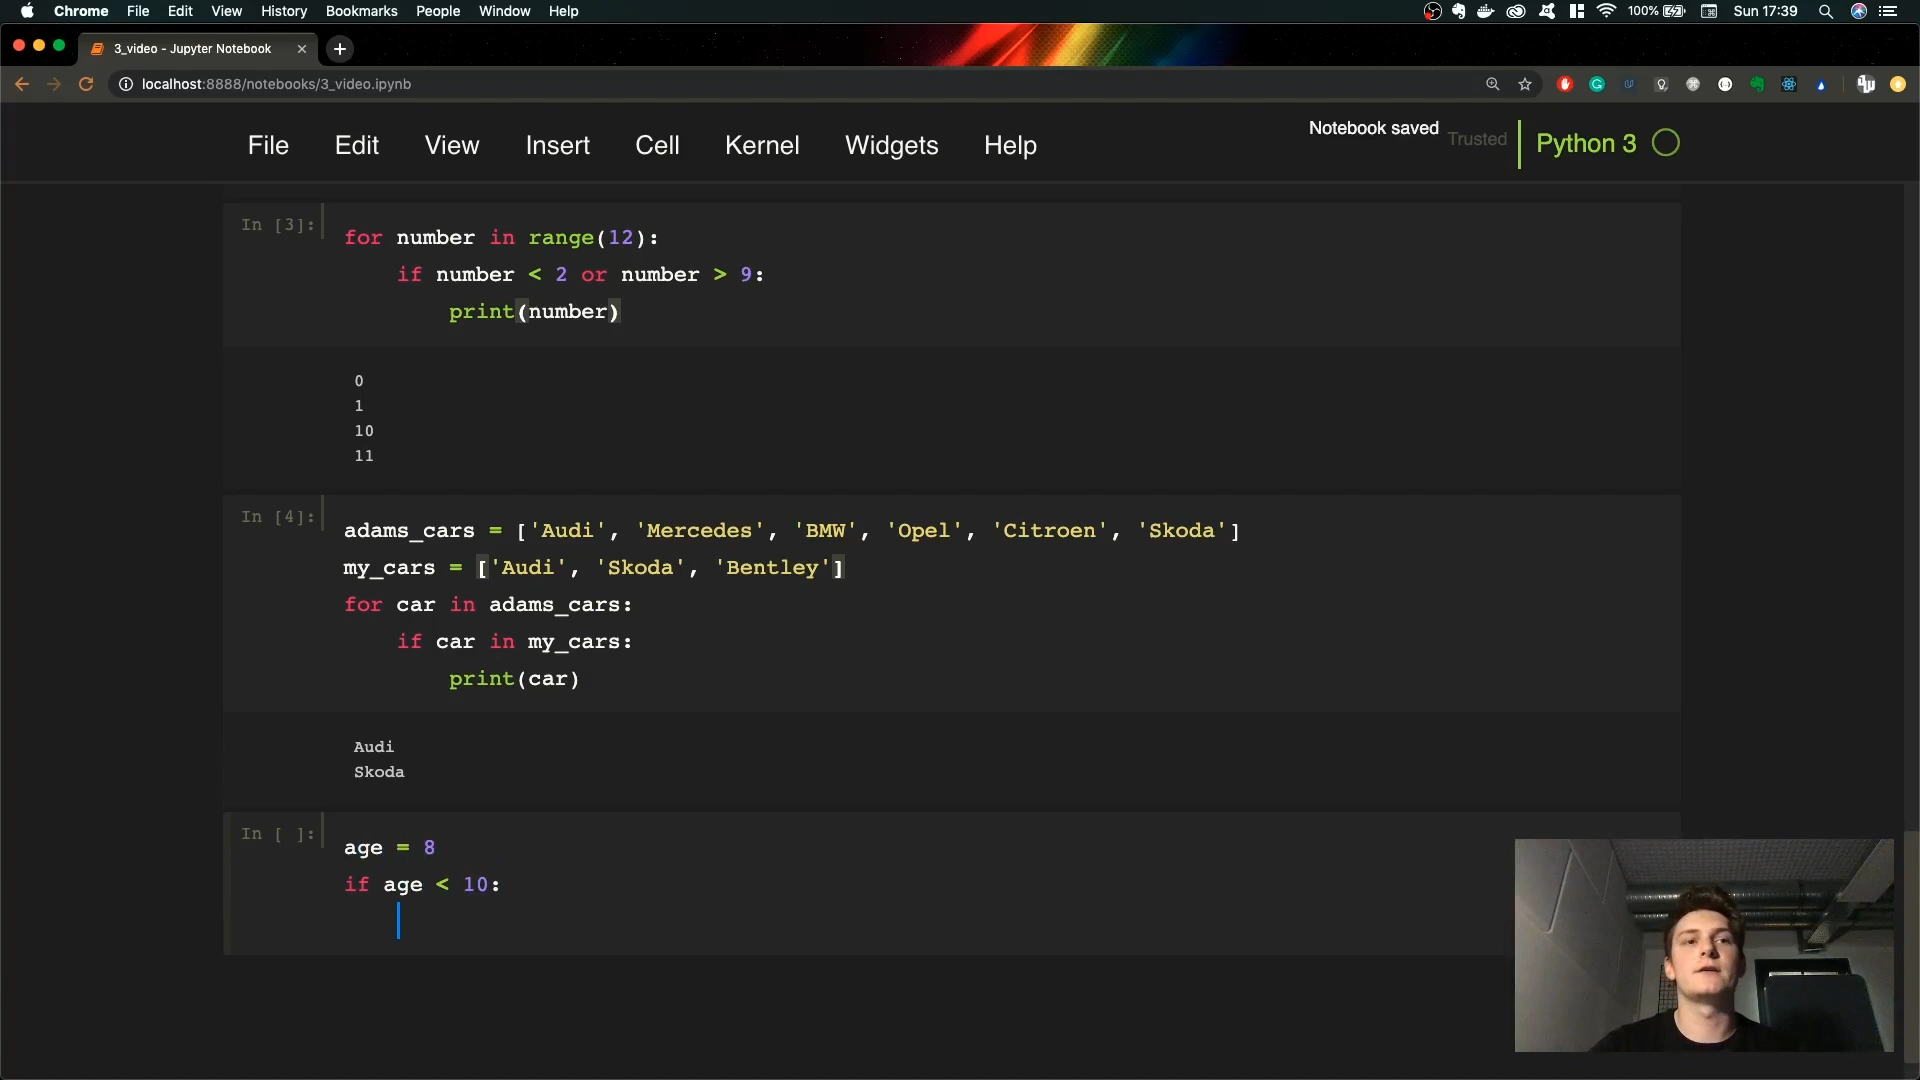 Chrome File Edit View History Bookmarks People Window Help
100% Sun 17:39
3_video - Jupyter Notebook
localhost:8888/notebooks/3_video.ipynb
File Edit View Insert Cell Kernel Widgets Help
Notebook saved Trusted Python 3
In [3]:
for number in range(12):
if number < 2 or number > 9:
print(number)
0
1
10
11
In [4]:
adams_cars = ['Audi', 'Mercedes', 'BMW', 'Opel', 'Citroen', 'Skoda']
my_cars = ['Audi', 'Skoda', 'Bentley']
for car in adams_cars:
if car in my_cars:
print(car)
Audi
Skoda
In [ ]:
age = 8
if age < 10: